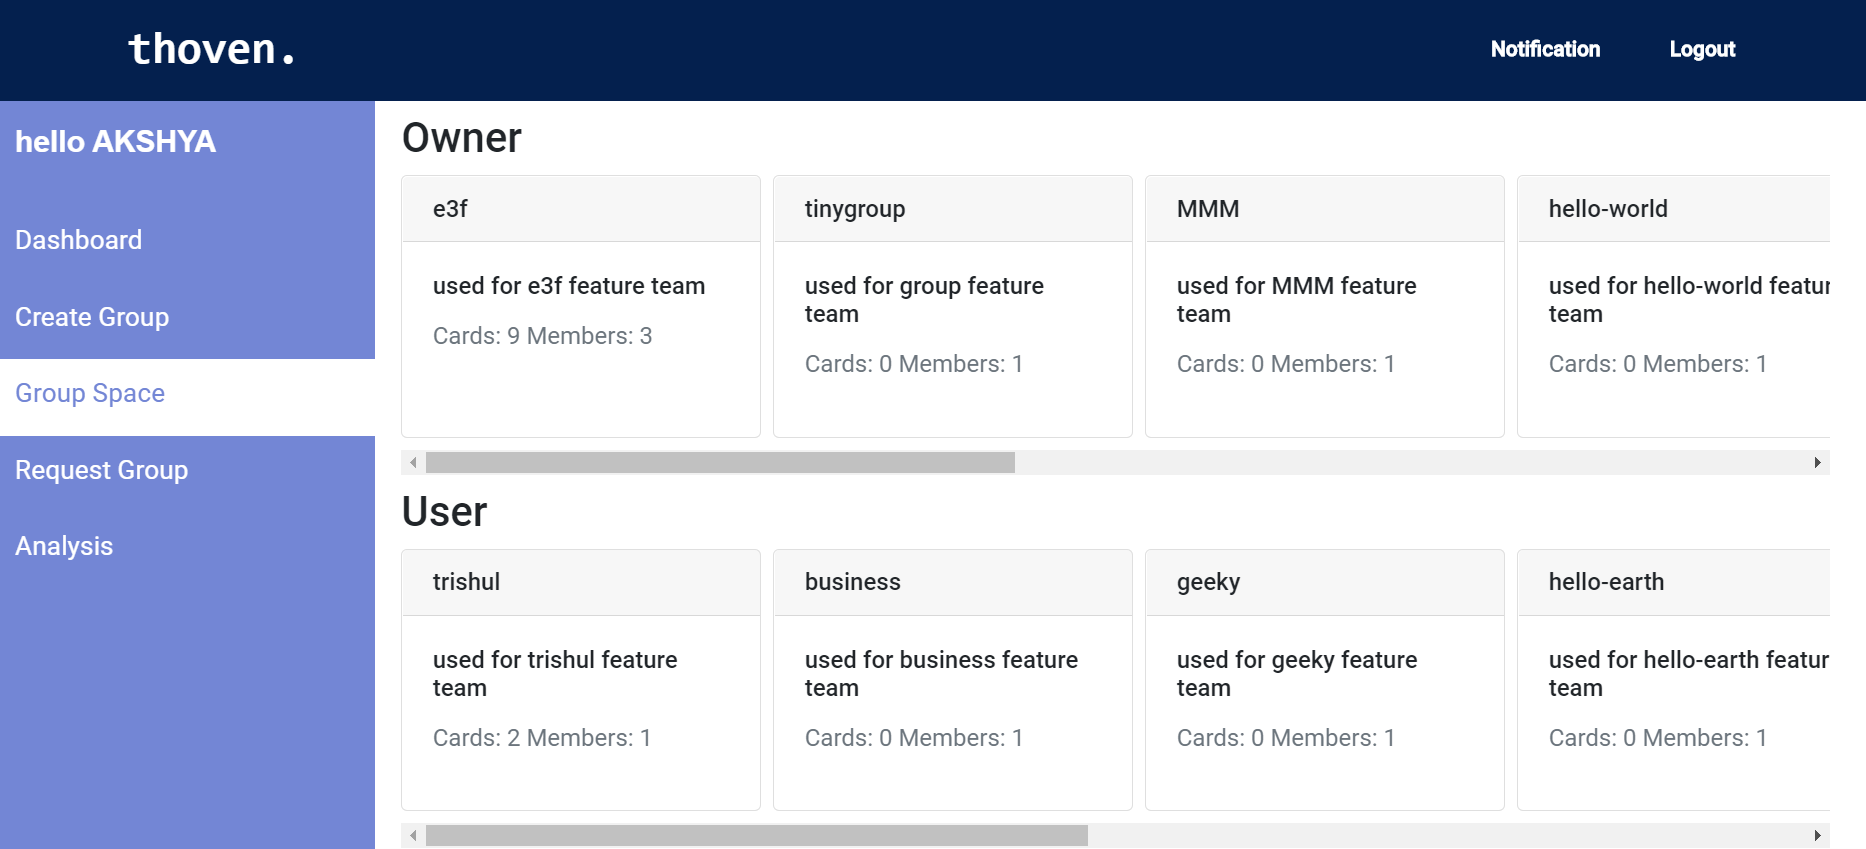 thoven.
Notification
Logout
hello AKSHYA
Dashboard
Create Group
Group Space
Request Group
Analysis
Owner
e3f
used for e3f feature team
Cards: 9 Members: 3
tinygroup
used for group feature
team
Cards: 0 Members: 1
MMM
used for MMM feature
team
Cards: 0 Members: 1
hello-world
used for hello-world featur
team
Cards: 0 Members: 1
User
trishul
used for trishul feature
team
Cards: 2 Members: 1
business
used for business feature
team
Cards: 0 Members: 1
geeky
used for geeky feature
team
Cards: 0 Members: 1
hello-earth
used for hello-earth featur
team
Cards: 0 Members: 1